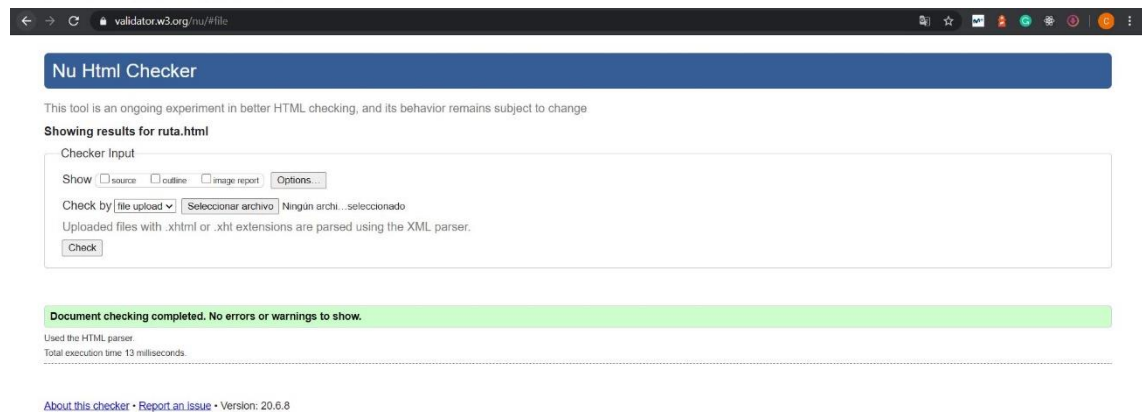 validator.w3.org/nu/#file
Nu Html Checker
This tool is an ongoing experiment in better HTML checking, and its behavior remains subject to change
Showing results for ruta.html
Checker Input
Show source outline image report Options...
Check by file upload Seleccionar archivo Ningún archi...seleccionado
Uploaded files with .xhtml or .xht extensions are parsed using the XML parser.
Check
Document checking completed. No errors or warnings to show.
Used the HTML parser.
Total execution time 13 milliseconds.
About this checker • Report an issue • Version: 20.6.8